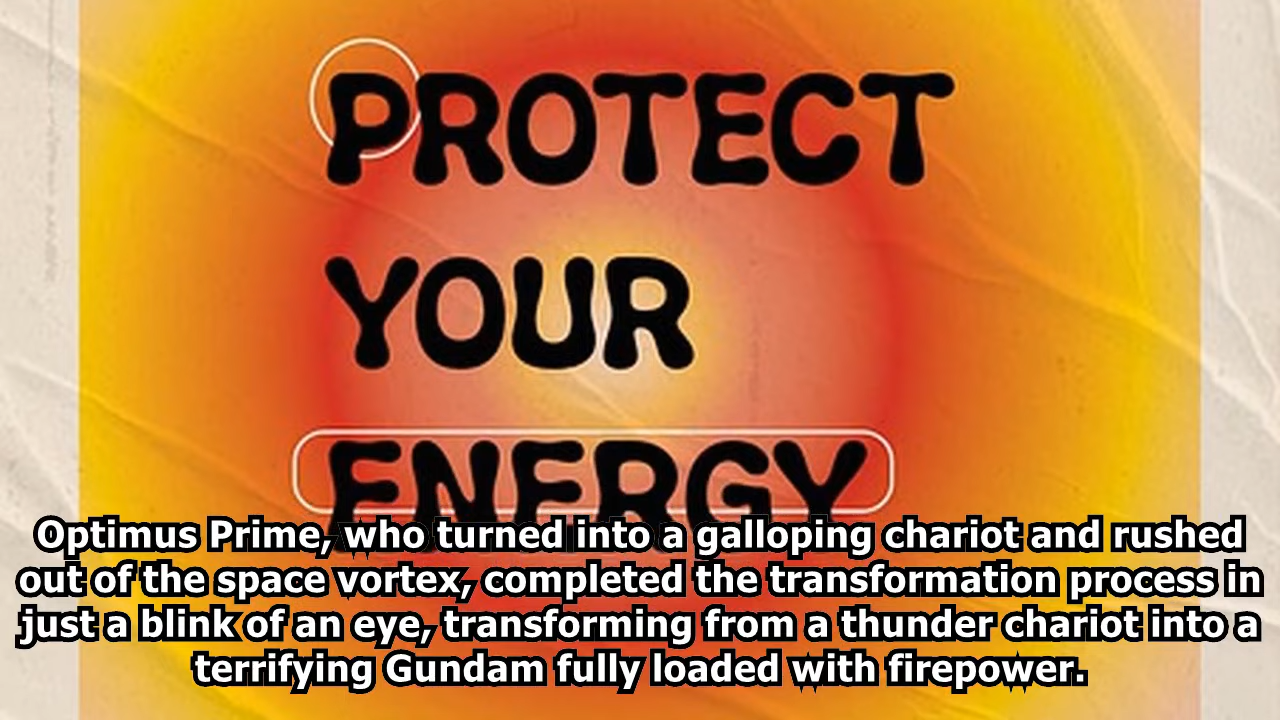 PROTECT
YOUR
ENERGY
Optimus Prime, who turned into a galloping chariot and rushed
out of the space vortex, completed the transformation process in
just a blink of an eye, transforming from a thunder chariot into a
terrifying Gundam fully loaded with firepower.